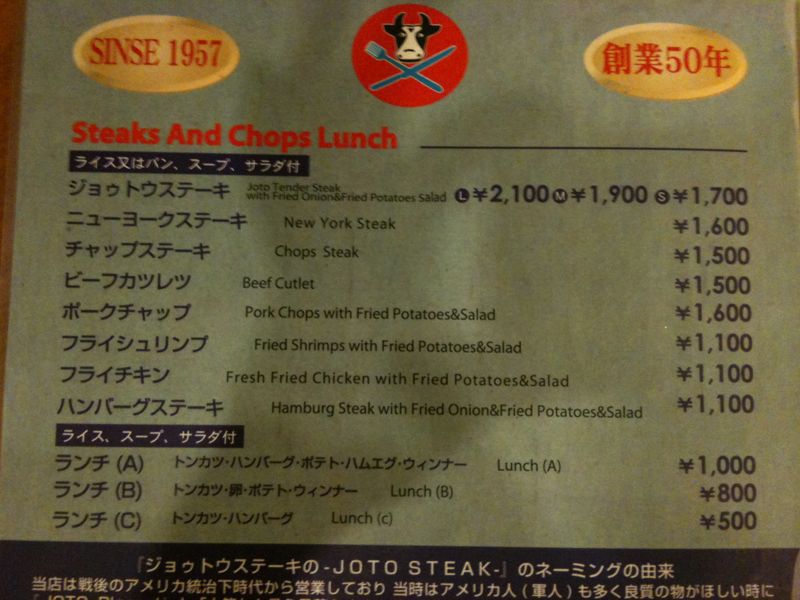 SINSE 1957
創業50年
Steaks And Chops Lunch
ライス又はパン、スープ、サラダ付
ジョゥトウステーキ Joto Tender Steak with Fried Onion&Fried Potatoes Salad L ¥2,100 M ¥1,900 S ¥1,700
ニューヨークステーキ New York Steak ¥1,600
チャップステーキ Chops Steak ¥1,500
ビーフカツレツ Beef Cutlet ¥1,500
ポークチャップ Pork Chops with Fried Potatoes&Salad ¥1,600
フライシュリンプ Fried Shrimps with Fried Potatoes&Salad ¥1,100
フライチキン Fresh Fried Chicken with Fried Potatoes&Salad ¥1,100
ハンバーグステーキ Hamburg Steak with Fried Onion&Fried Potatoes&Salad ¥1,100
ライス、スープ、サラダ付
ランチ (A) トンカツ・ハンバーグ・ポテト・ハムエグ・ウィンナー Lunch (A) ¥1,000
ランチ (B) トンカツ・卵・ポテト・ウィンナー Lunch (B) ¥800
ランチ (C) トンカツ・ハンバーグ Lunch (c) ¥500
『ジョゥトウステーキの -JOTO STEAK-』 のネーミングの由来
当店は戦後のアメリカ統治下時代から営業しており 当時はアメリカ人 (軍人) も多く良質の物がほしい時に